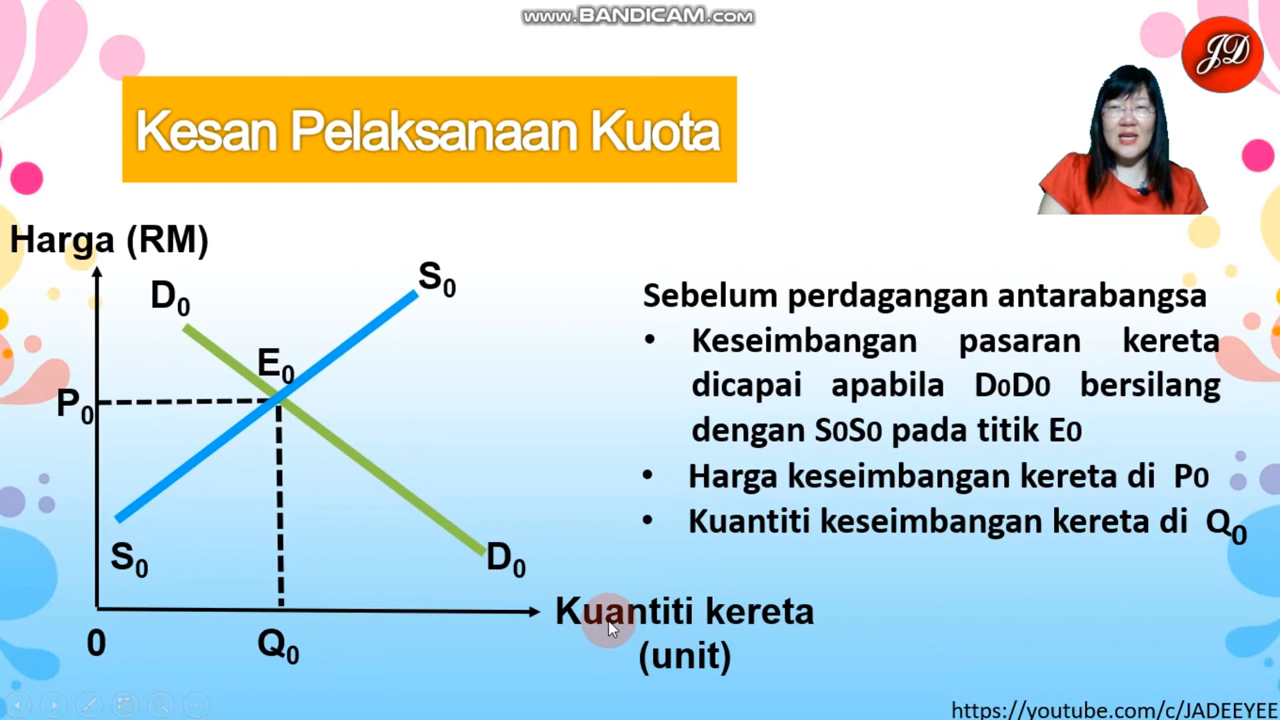 www.BANDICAM.com
JD
Kesan Pelaksanaan Kuota
Harga (RM)
D0
S0
E0
P0
S0
D0
0
Q0
Kuantiti kereta
(unit)
Sebelum perdagangan antarabangsa
• Keseimbangan pasaran kereta
dicapai apabila D0D0 bersilang
dengan S0S0 pada titik E0
• Harga keseimbangan kereta di P0
• Kuantiti keseimbangan kereta di Q0
https://youtube.com/c/JADEEYEE